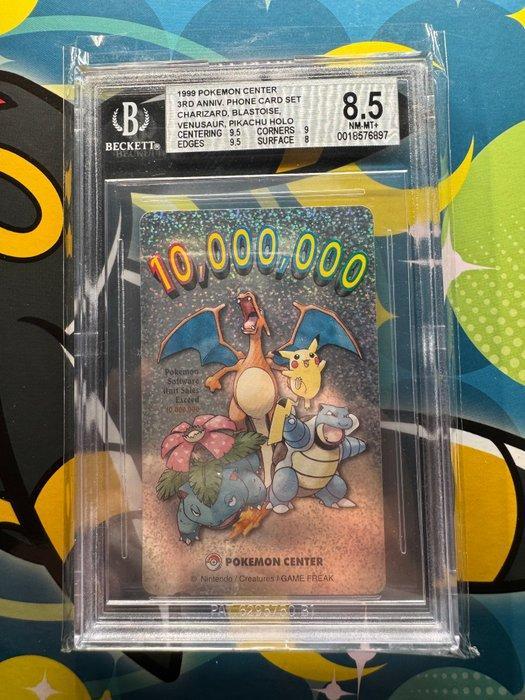 1999 POKEMON CENTER
3RD ANNIV. PHONE CARD SET
CHARIZARD, BLASTOISE,
VENUSAUR, PIKACHU HOLO
CENTERING 9.5 CORNERS 9
EDGES 9.5 SURFACE 8
B
BECKETT®
8.5
NM-MT+
0018576897
10,000,000
Pokemon
Software
Unit Sales
Exceed
10,000,000
POKEMON CENTER
© Nintendo / Creatures / GAME FREAK